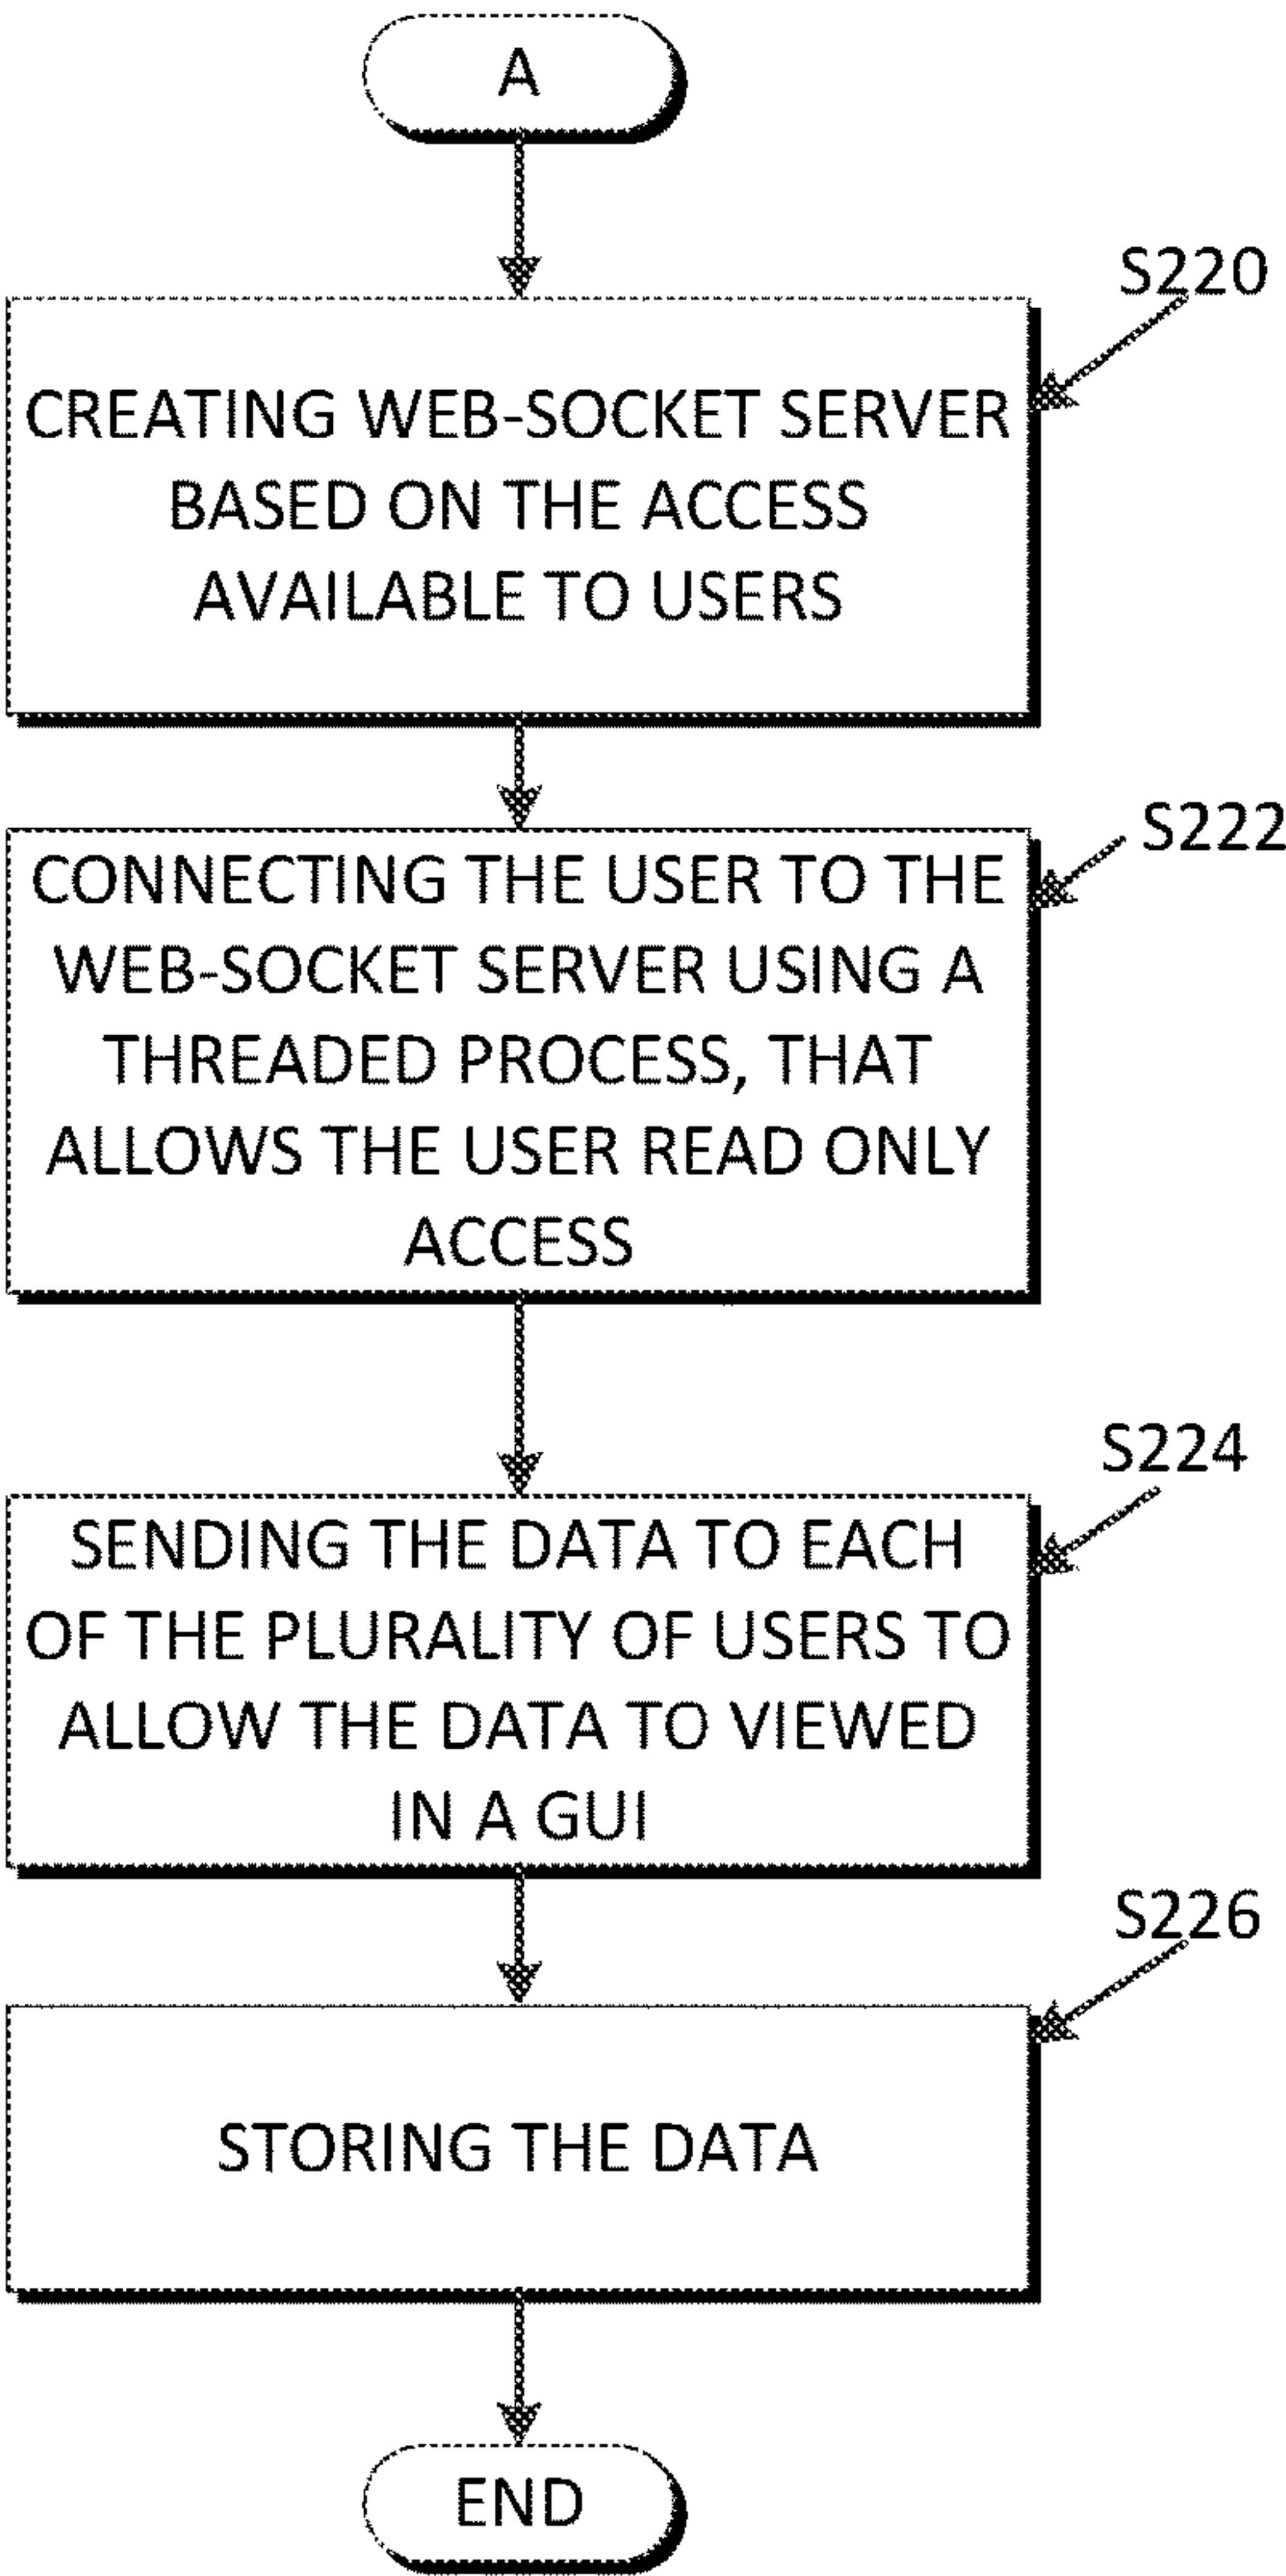 A
S220
CREATING WEB-SOCKET SERVER
BASED ON THE ACCESS
AVAILABLE TO USERS
S222
CONNECTING THE USER TO THE
WEB-SOCKET SERVER USING A
THREADED PROCESS, THAT
ALLOWS THE USER READ ONLY
ACCESS
S224
SENDING THE DATA TO EACH
OF THE PLURALITY OF USERS TO
ALLOW THE DATA TO VIEWED
IN A GUI
S226
STORING THE DATA
END